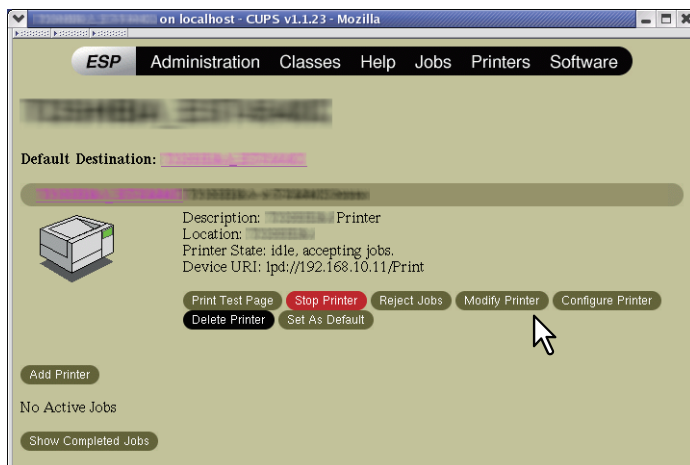 on localhost - CUPS v1.1.23 - Mozilla
ESP Administration Classes Help Jobs Printers Software
Default Destination:
Description: Printer
Location:
Printer State: idle, accepting jobs.
Device URI: lpd://192.168.10.11/Print
Print Test Page Stop Printer Reject Jobs Modify Printer Configure Printer
Delete Printer Set As Default
Add Printer
No Active Jobs
Show Completed Jobs